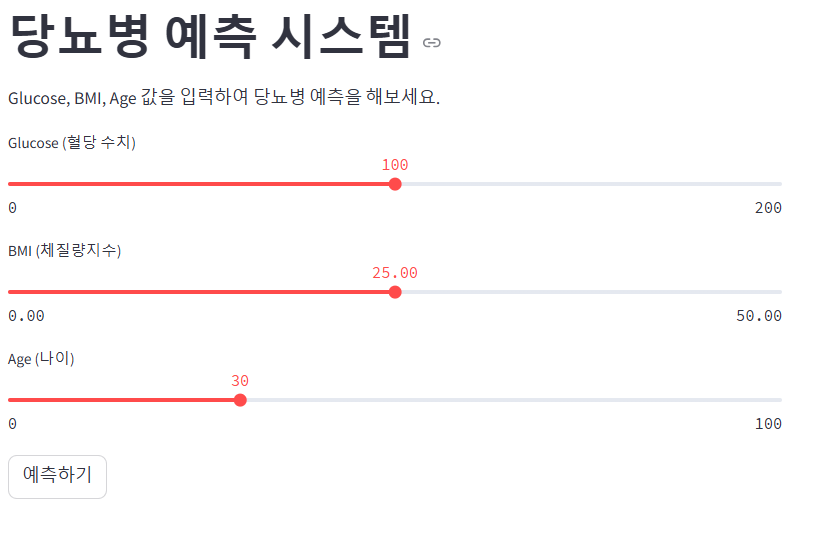 당뇨병 예측 시스템
Glucose, BMI, Age 값을 입력하여 당뇨병 예측을 해보세요.
Glucose (혈당 수치)
100
0 200
BMI (체질량지수)
25.00
0.00 50.00
Age (나이)
30
0 100
예측하기